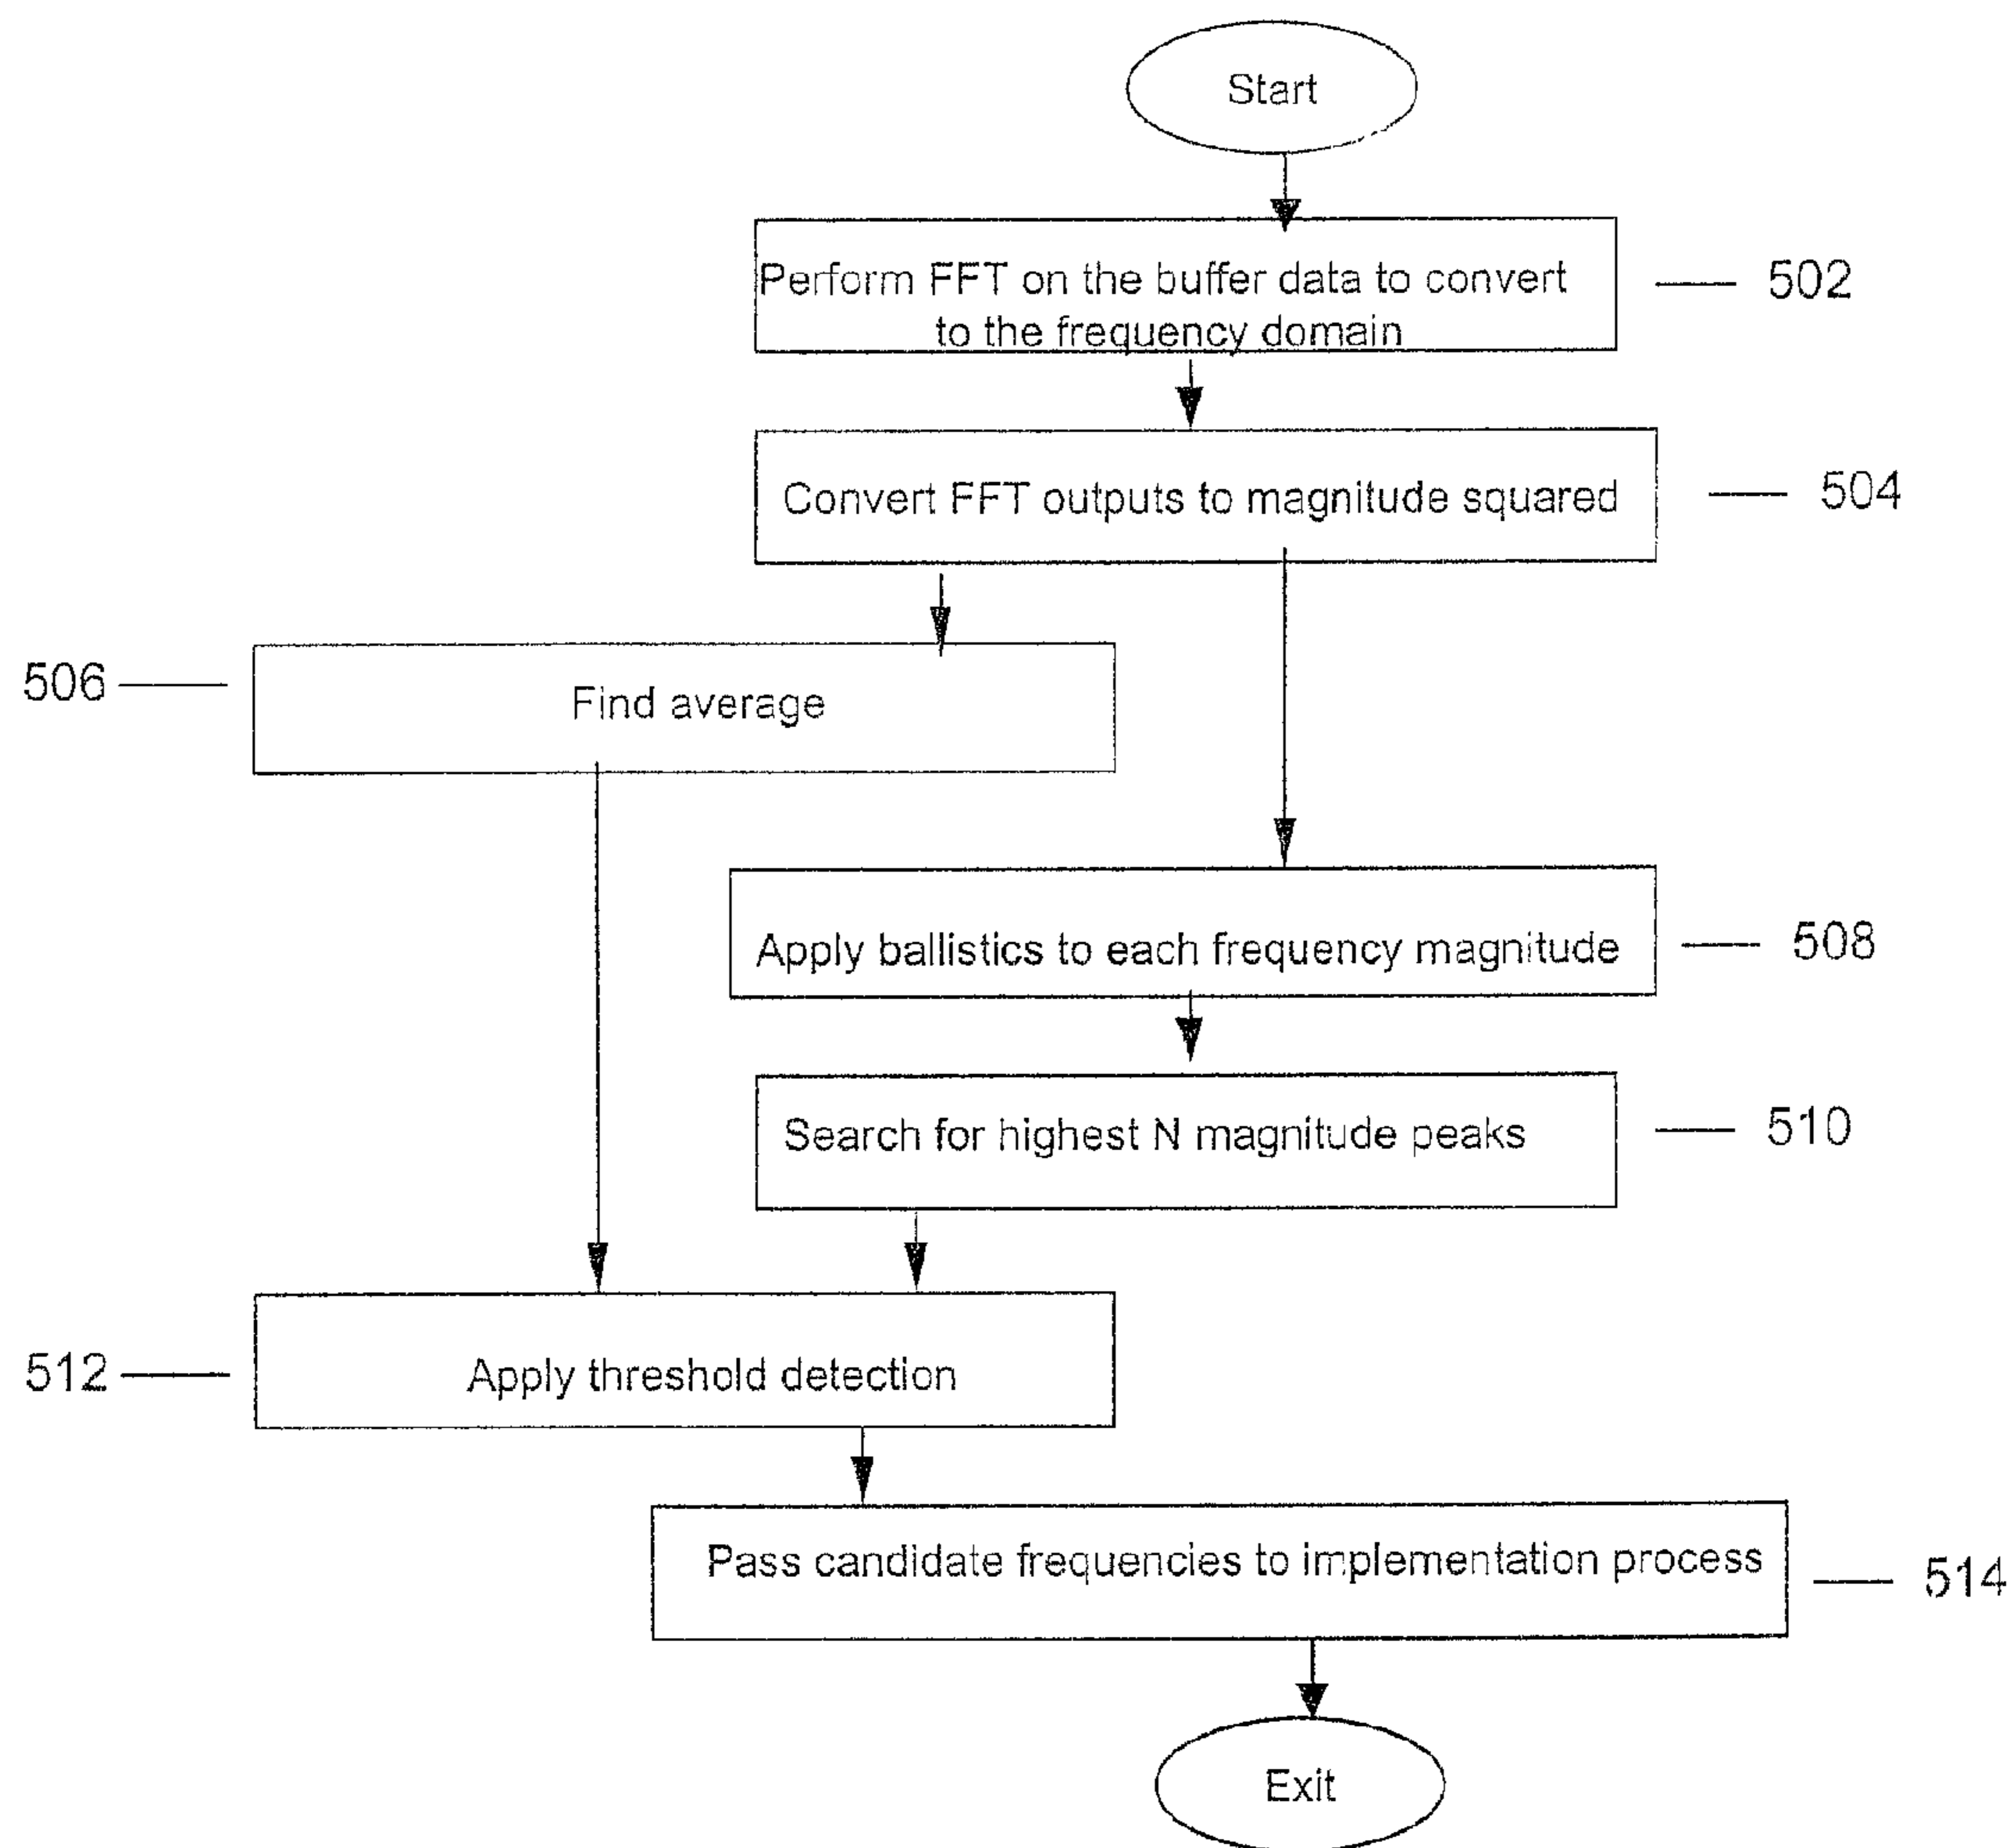 Start
Perform FFT on the buffer data to convert
to the frequency domain
502
Convert FFT outputs to magnitude squared
504
506
Find average
Apply ballistics to each frequency magnitude
508
Search for highest N magnitude peaks
510
512
Apply threshold detection
Pass candidate frequencies to implementation process
514
Exit